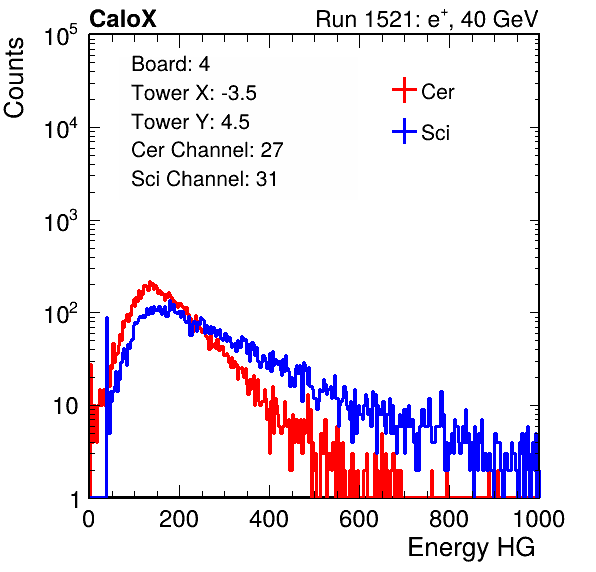 CaloX
Run 1521: e⁺, 40 GeV
Counts
10⁵
10⁴
10³
10²
10
1
Board: 4
Tower X: -3.5
Tower Y: 4.5
Cer Channel: 27
Sci Channel: 31
Cer
Sci
0 200 400 600 800 1000
Energy HG